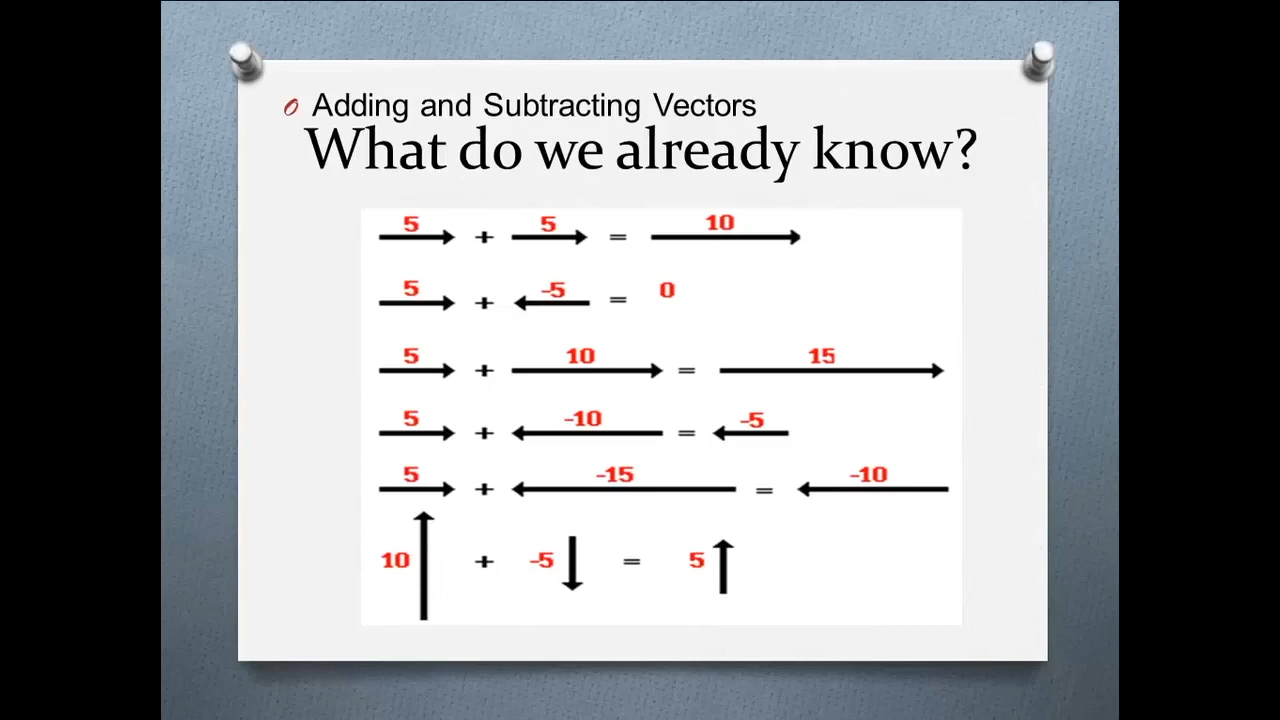 Adding and Subtracting Vectors
What do we already know?
5 + 5 = 10
5 + -5 = 0
5 + 10 = 15
5 + -10 = -5
5 + -15 = -10
10 + -5 = 5